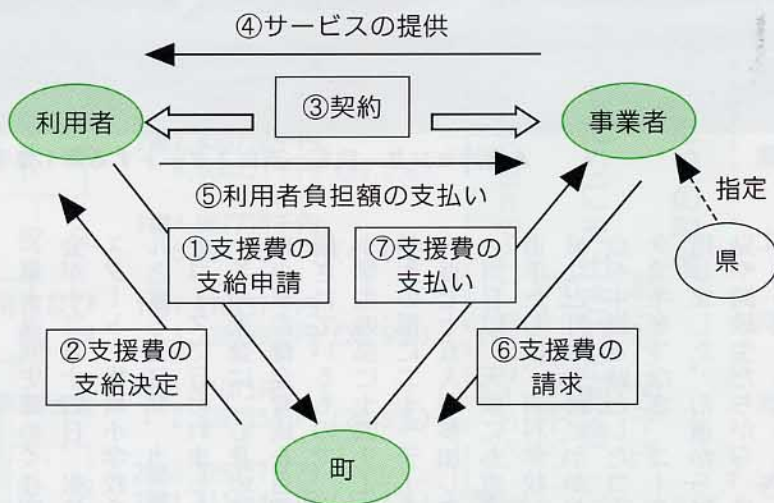 ④サービスの提供
利用者
③契約
事業者
⑤利用者負担額の支払い
指定
県
①支援費の
支給申請
⑦支援費の
支払い
②支援費の
支給決定
⑥支援費の
請求
町